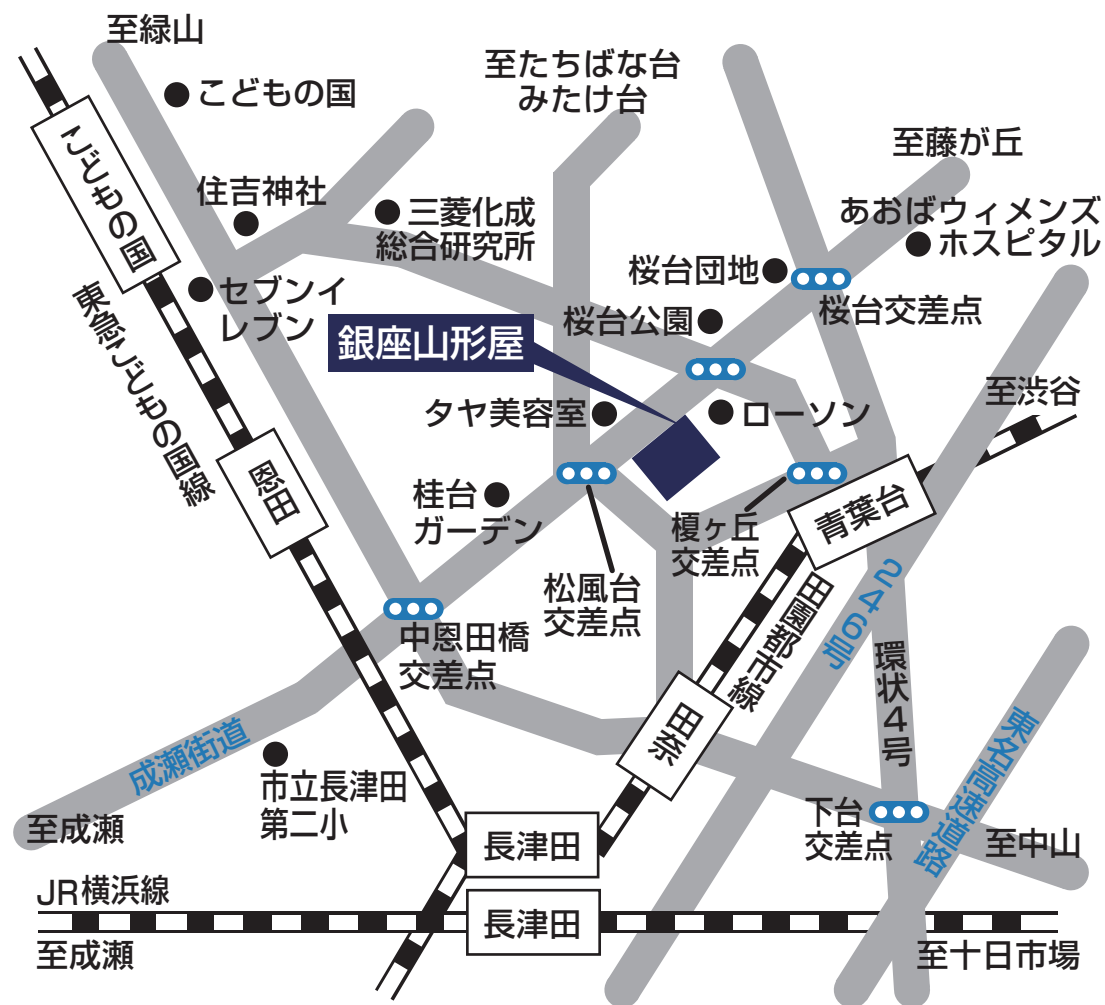 至緑山
こどもの国
至たちばな台
みたけ台
至藤が丘
こどもの国
住吉神社
三菱化成
総合研究所
あおばウィメンズ
ホスピタル
桜台団地
桜台交差点
セブンイ
レブン
東急こどもの国線
桜台公園
銀座山形屋
至渋谷
タヤ美容室
ローソン
恩田
桂台
ガーデン
榎ヶ丘
交差点
青葉台
松風台
交差点
246号
田園都市線
中恩田橋
交差点
環状4号
田奈
成瀬街道
東名高速道路
市立長津田
第二小
下台
交差点
至成瀬
長津田
至中山
JR横浜線
長津田
至成瀬
至十日市場